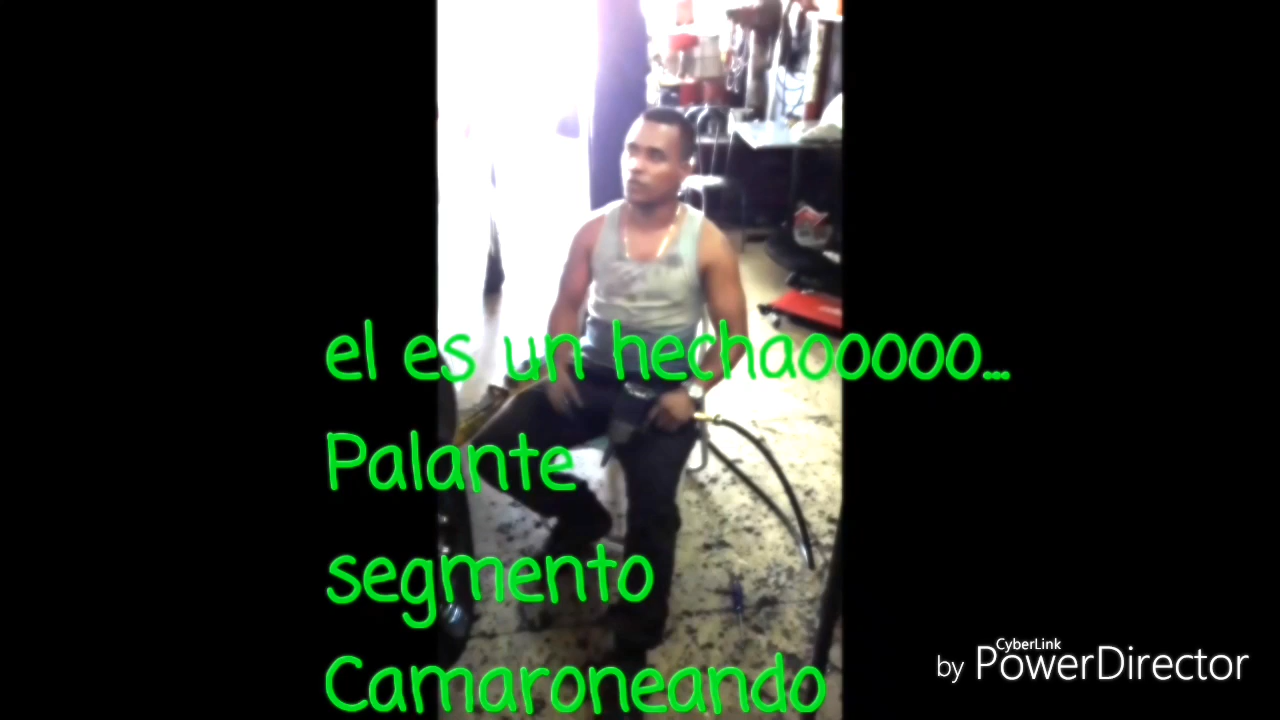 el es un hechaooooo...
Palante
segmento
Camaroneando
CyberLink
by PowerDirector